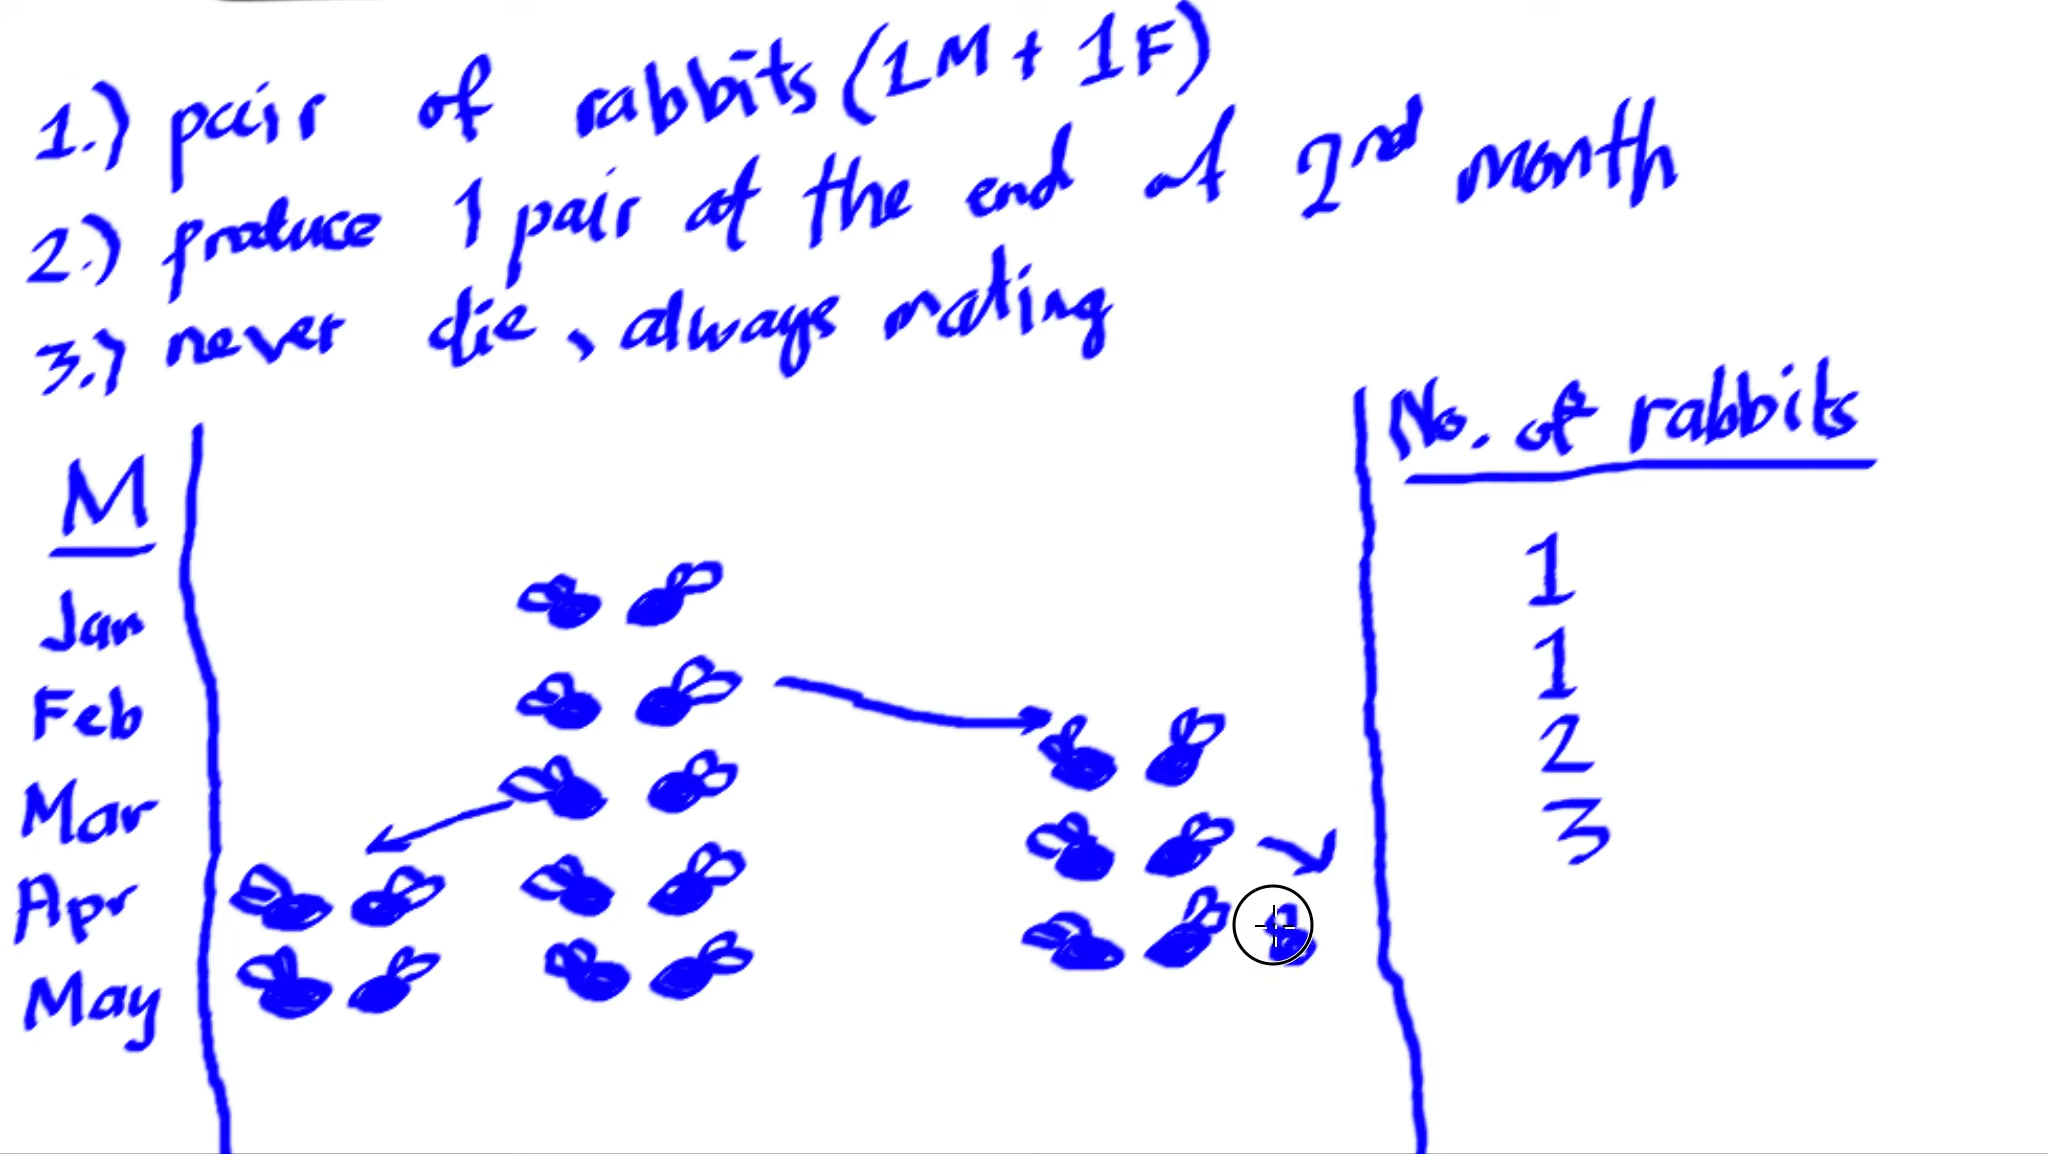 1.) pair of rabbits (1M + 1F)
2.) produce 1 pair at the end of 2nd month
3.) never die, always mating
M
No. of rabbits
Jan 1
Feb 1
Mar 2
Apr 3
May